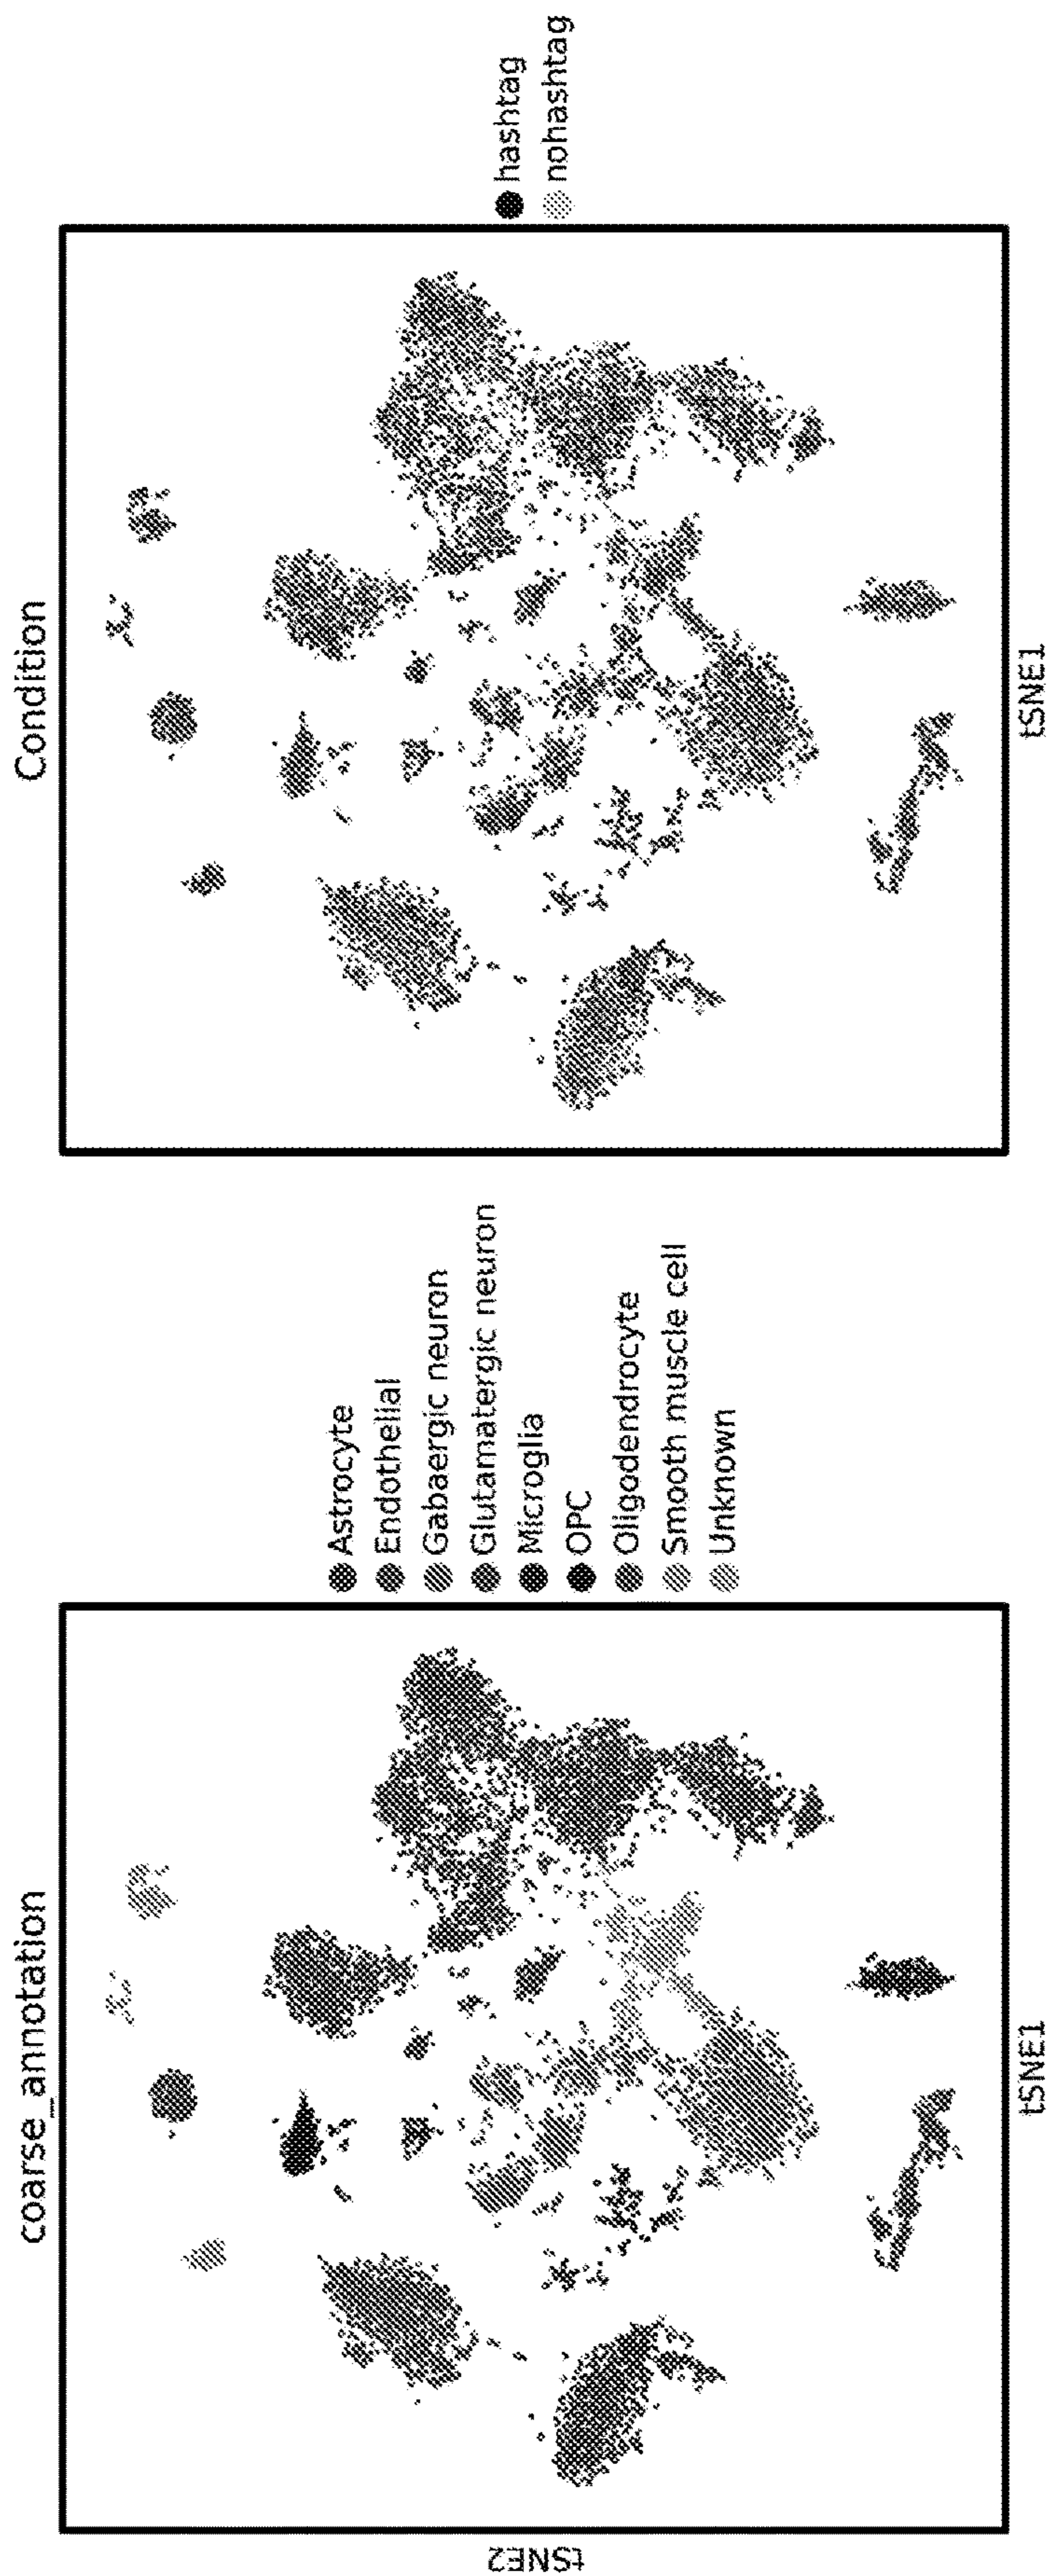 coarse_annotation
tSNE2
tSNE1
Astrocyte
Endothelial
Gabaergic neuron
Glutamatergic neuron
Microglia
OPC
Oligodendrocyte
Smooth muscle cell
Unknown
Condition
tSNE1
hashtag
nohashtag